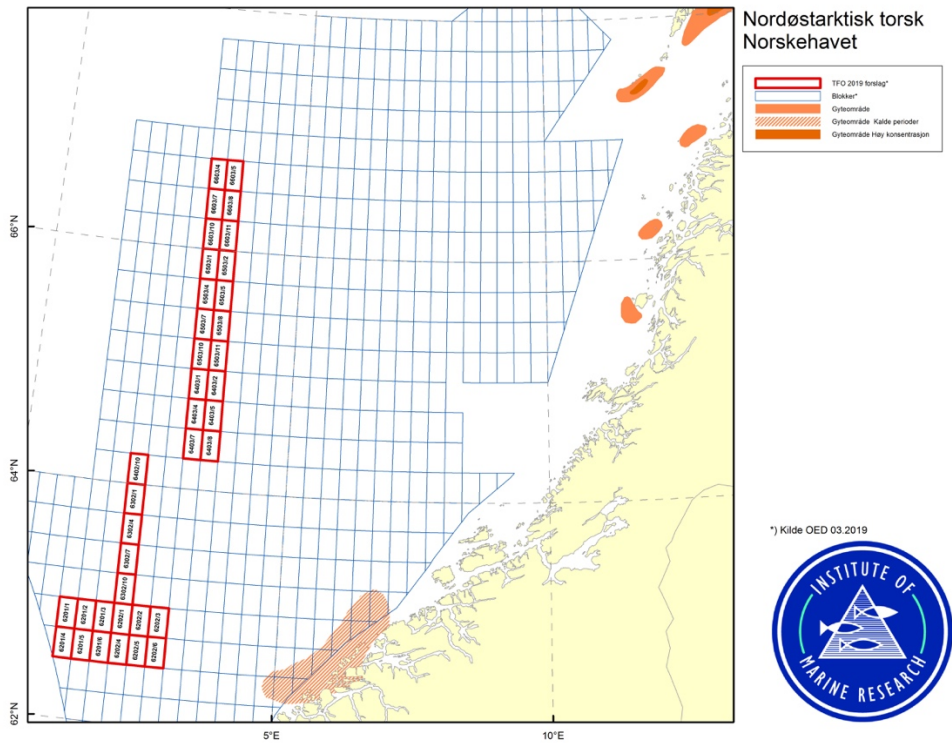 Nordøstarktisk torsk
Norskehavet
TFO 2019 forslag*
Blokker*
Gyteområde
Gyteområde Kalde perioder
Gyteområde Høy konsentrasjon
66°N
64°N
62°N
5°E
10°E
6603/4
6603/5
6603/7
6603/8
6603/10
6603/11
6503/1
6503/2
6503/4
6503/5
6503/7
6503/8
6503/10
6503/11
6403/1
6403/2
6403/4
6403/5
6403/7
6403/8
6402/10
6302/1
6302/4
6302/7
6302/10
6201/1
6201/2
6201/3
6202/1
6202/2
6202/3
6201/4
6201/5
6201/6
6202/4
6202/5
6202/6
*) Kilde OED 03.2019
INSTITUTE OF
MARINE RESEARCH